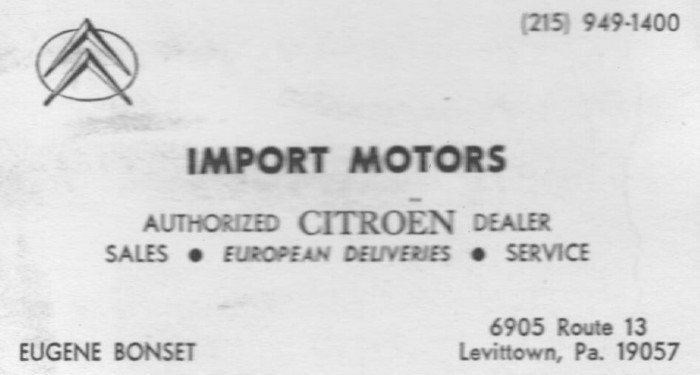 (215) 949-1400
IMPORT MOTORS
AUTHORIZED CITROËN DEALER
SALES ● EUROPEAN DELIVERIES ● SERVICE
EUGENE BONSET
6905 Route 13
Levittown, Pa. 19057